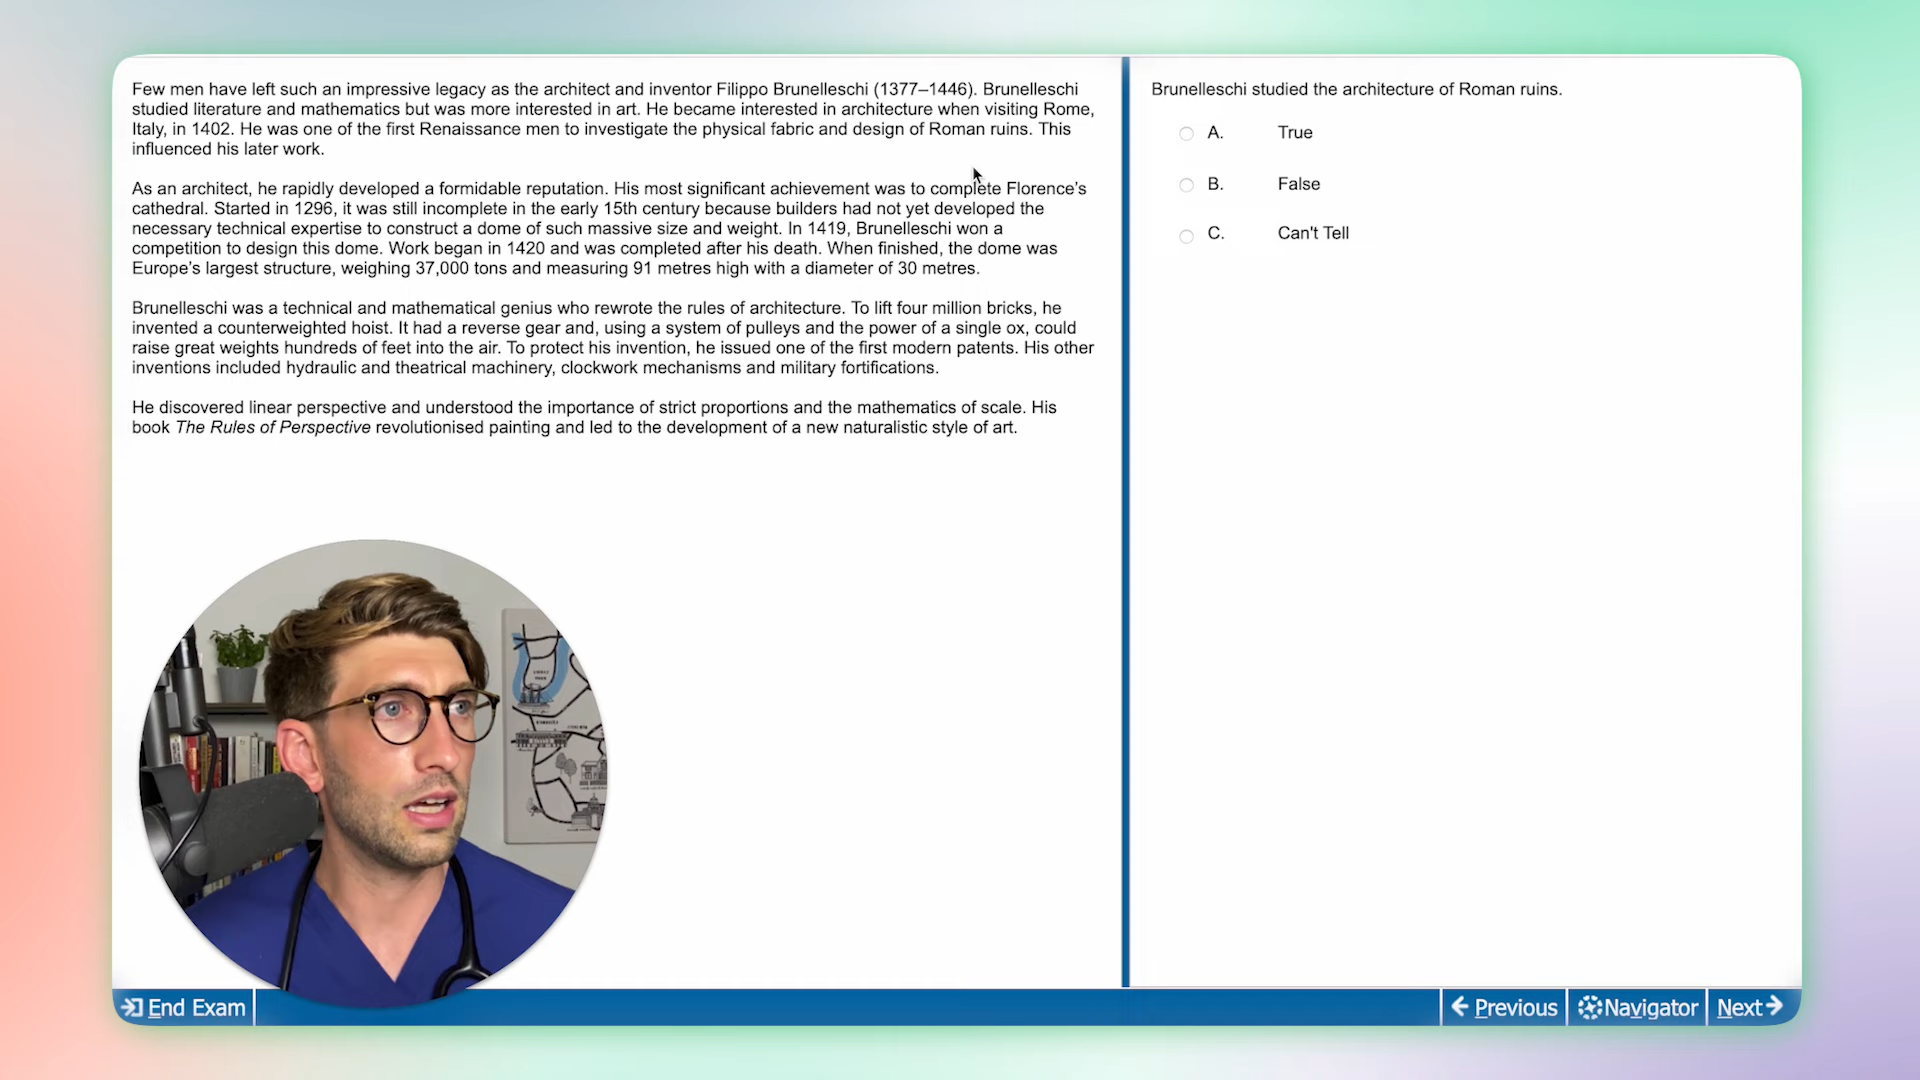 Few men have left such an impressive legacy as the architect and inventor Filippo Brunelleschi (1377–1446). Brunelleschi
studied literature and mathematics but was more interested in art. He became interested in architecture when visiting Rome,
Italy, in 1402. He was one of the first Renaissance men to investigate the physical fabric and design of Roman ruins. This
influenced his later work.
As an architect, he rapidly developed a formidable reputation. His most significant achievement was to complete Florence's
cathedral. Started in 1296, it was still incomplete in the early 15th century because builders had not yet developed the
necessary technical expertise to construct a dome of such massive size and weight. In 1419, Brunelleschi won a
competition to design this dome. Work began in 1420 and was completed after his death. When finished, the dome was
Europe's largest structure, weighing 37,000 tons and measuring 91 metres high with a diameter of 30 metres.
Brunelleschi was a technical and mathematical genius who rewrote the rules of architecture. To lift four million bricks, he
invented a counterweighted hoist. It had a reverse gear and, using a system of pulleys and the power of a single ox, could
raise great weights hundreds of feet into the air. To protect his invention, he issued one of the first modern patents. His other
inventions included hydraulic and theatrical machinery, clockwork mechanisms and military fortifications.
He discovered linear perspective and understood the importance of strict proportions and the mathematics of scale. His
book The Rules of Perspective revolutionised painting and led to the development of a new naturalistic style of art.
Brunelleschi studied the architecture of Roman ruins.
A. True
B. False
C. Can't Tell
End Exam
Previous
Navigator
Next